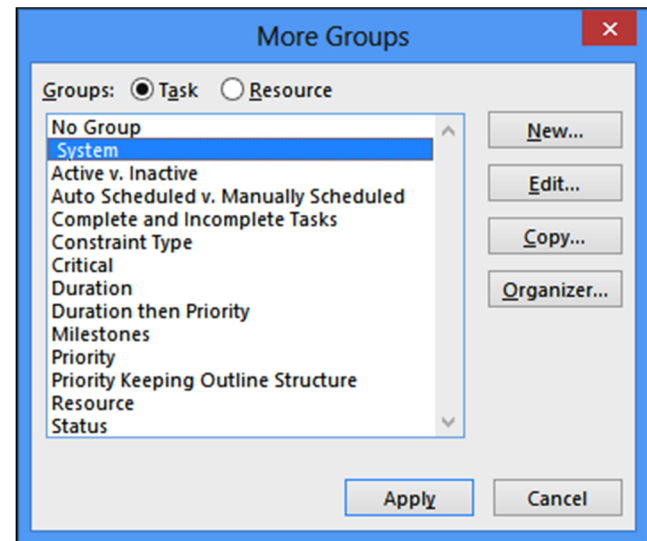 More Groups
Groups: Task Resource
No Group
System
Active v. Inactive
Auto Scheduled v. Manually Scheduled
Complete and Incomplete Tasks
Constraint Type
Critical
Duration
Duration then Priority
Milestones
Priority
Priority Keeping Outline Structure
Resource
Status
New...
Edit...
Copy...
Organizer...
Apply Cancel